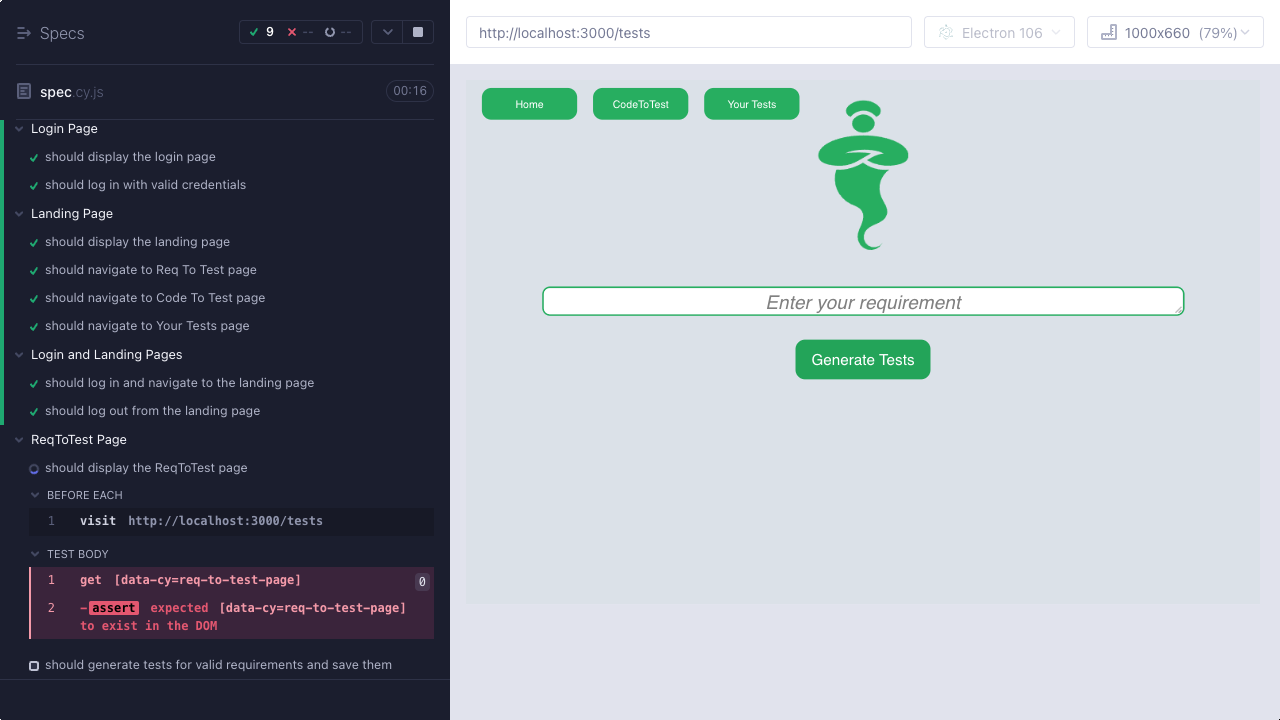 Specs
9 -- --
spec.cy.js
00:16
Login Page
should display the login page
should log in with valid credentials
Landing Page
should display the landing page
should navigate to Req To Test page
should navigate to Code To Test page
should navigate to Your Tests page
Login and Landing Pages
should log in and navigate to the landing page
should log out from the landing page
ReqToTest Page
should display the ReqToTest page
BEFORE EACH
1 visit http://localhost:3000/tests
TEST BODY
1 get [data-cy=req-to-test-page] 0
2 -assert expected [data-cy=req-to-test-page]
to exist in the DOM
should generate tests for valid requirements and save them
http://localhost:3000/tests
Electron 106
1000x660 (79%)
Home
CodeToTest
Your Tests
Enter your requirement
Generate Tests